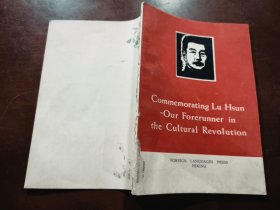 Commemorating Lu Hsun
-Our Forerunner in
the Cultural Revolution
FOREIGN LANGUAGES PRESS
PEKING